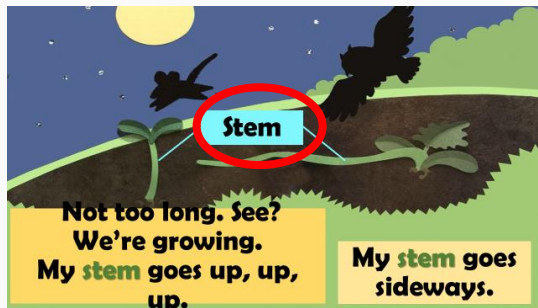 Stem
Not too long. See?
We’re growing.
My stem goes up, up,
up.
My stem goes
sideways.